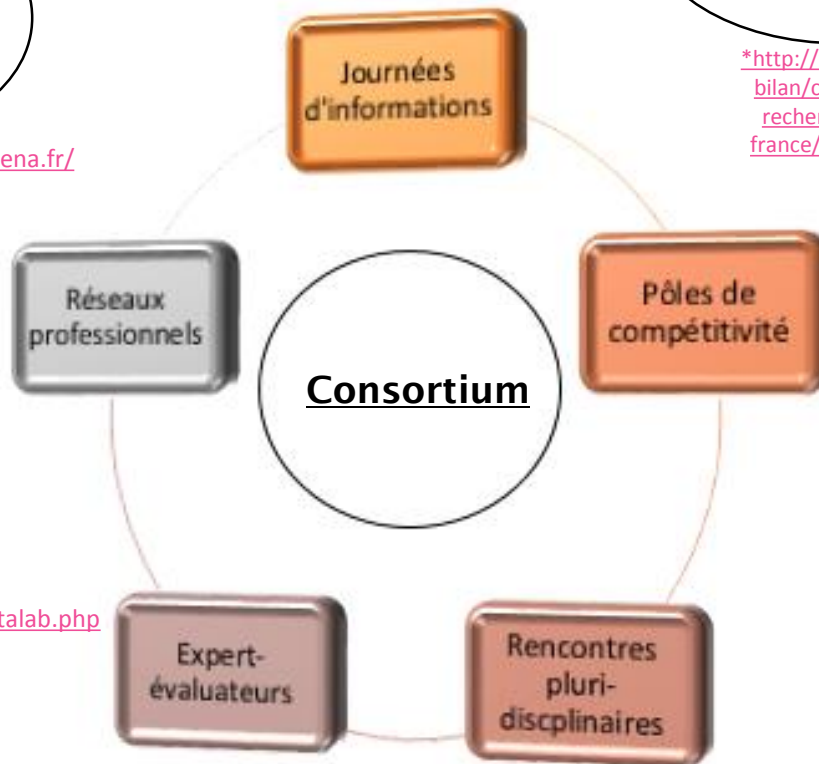 Journées
d'informations
*http://
bilan/
recher
france/
ena.fr/
Réseaux
professionnels
Pôles de
compétitivité
Consortium
talab.php
Expert-
évaluateurs
Rencontres
pluri-
discplinaires